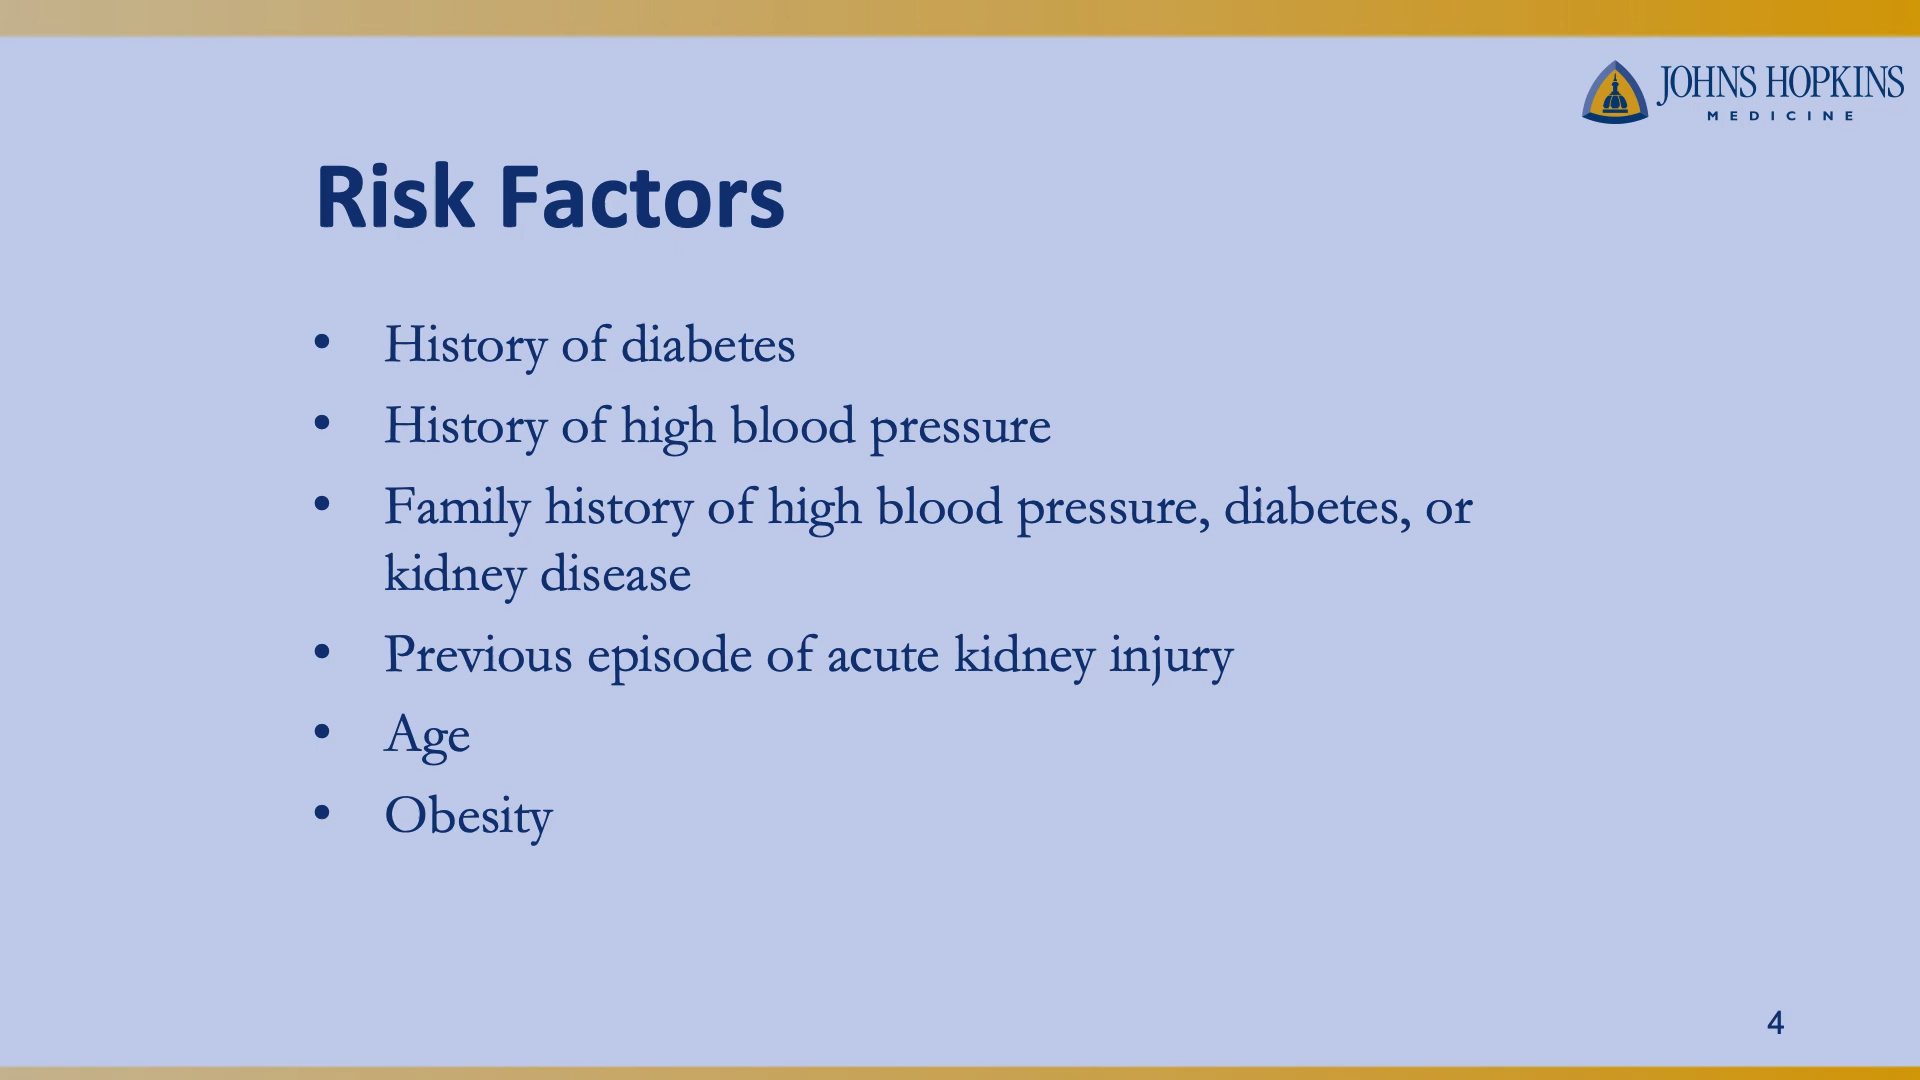 JOHNS HOPKINS
MEDICINE
Risk Factors
• History of diabetes
• History of high blood pressure
• Family history of high blood pressure, diabetes, or
kidney disease
• Previous episode of acute kidney injury
• Age
• Obesity
4